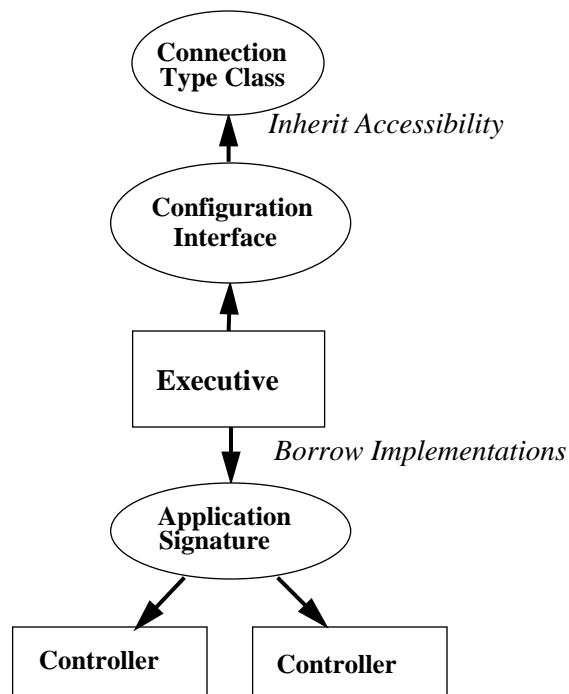 Connection
Type Class
Inherit Accessibility
Configuration
Interface
Executive
Borrow Implementations
Application
Signature
Controller
Controller